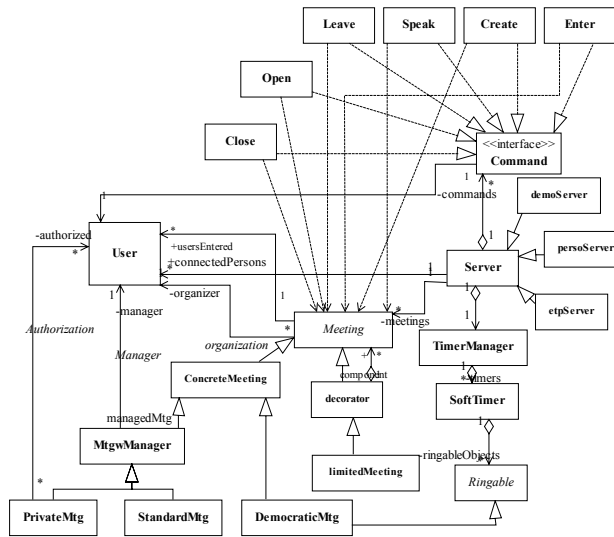 Leave
Speak
Create
Enter
Open
Close
<<interface>>
Command
1
*
-commands
demoServer
1
-authorized
*
User
*
+usersEntered
+connectedPersons
*
-organizer
1
1
Server
persoServer
1
etpServer
1
-manager
Authorization
Manager
1
*
organization
Meeting
*
-meetings
1
TimerManager
1
*
-timers
SoftTimer
1
ConcreteMeeting
+
*
component
decorator
managedMtg
MtgwManager
limitedMeeting
-ringableObjects
*
Ringable
*
PrivateMtg
StandardMtg
DemocraticMtg